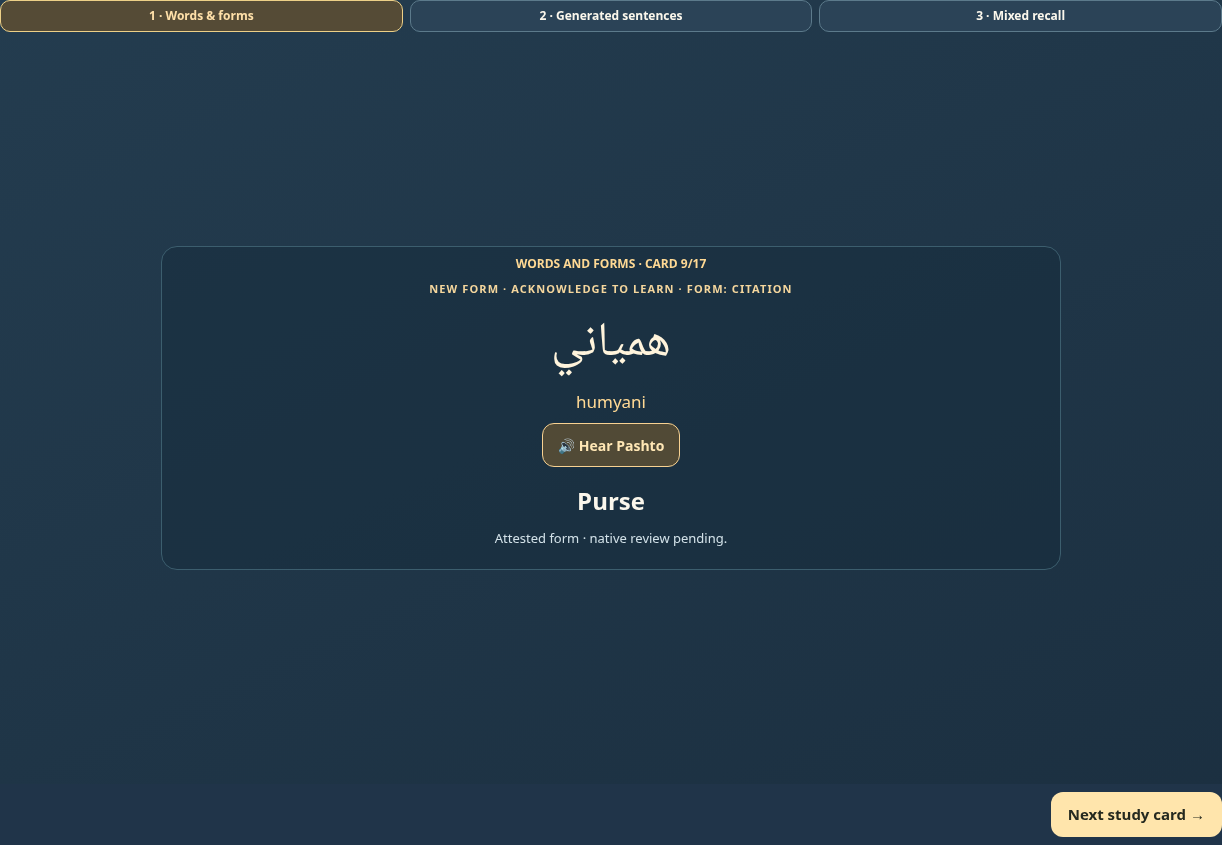 1 · Words & forms
2 · Generated sentences
3 · Mixed recall
WORDS AND FORMS · CARD 9/17
NEW FORM · ACKNOWLEDGE TO LEARN · FORM: CITATION
همياني
humyani
🔊 Hear Pashto
Purse
Attested form · native review pending.
Next study card →